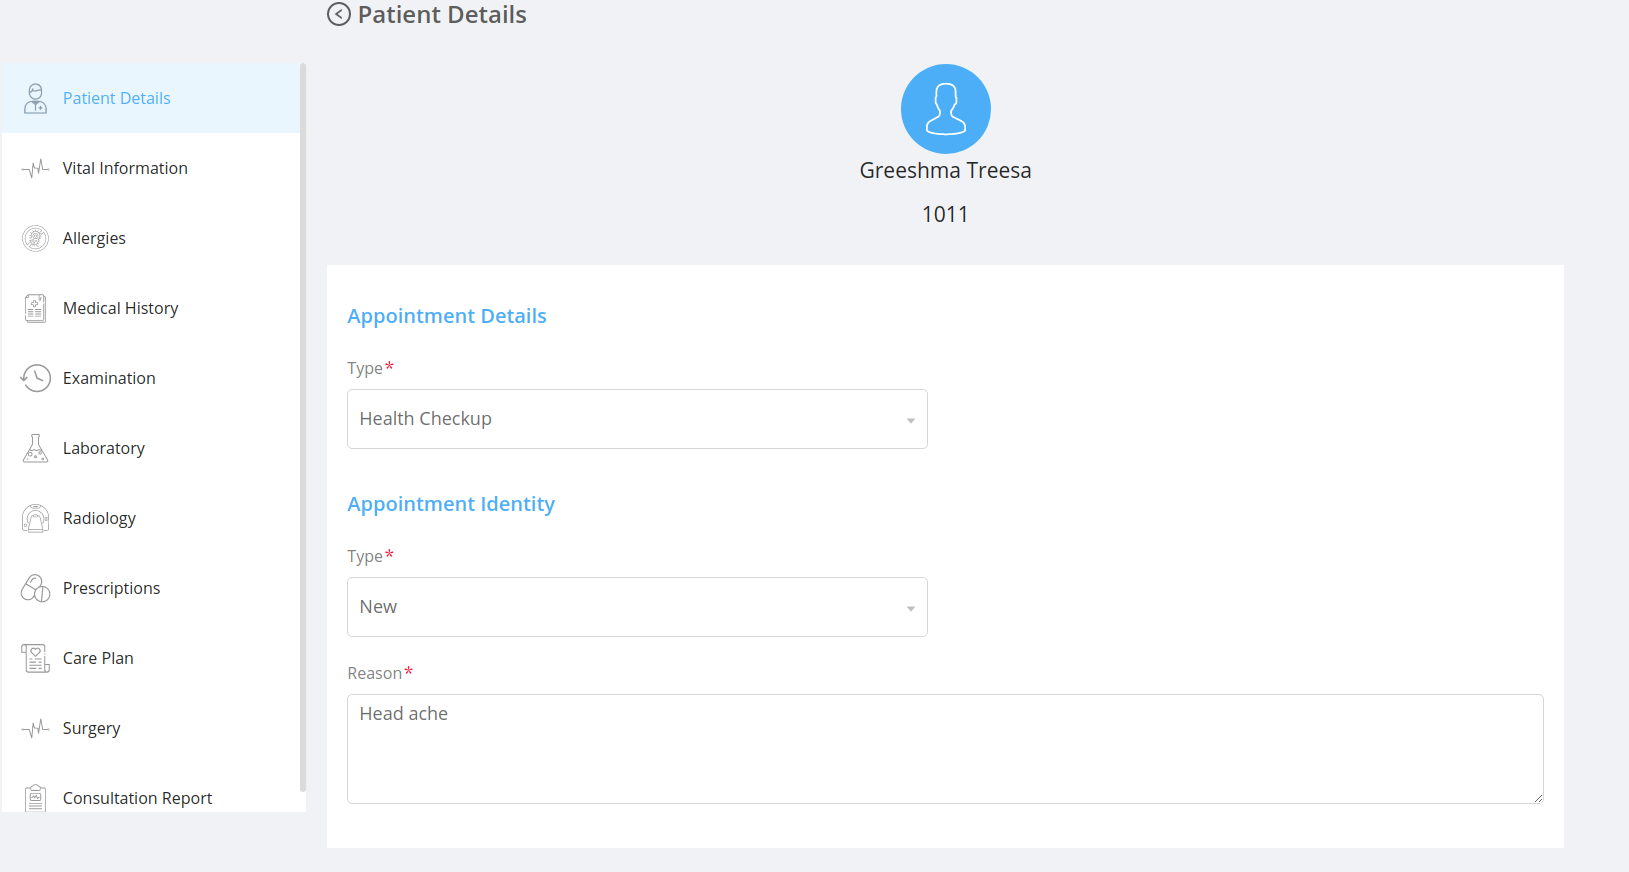 Patient Details
Patient Details
Vital Information
Allergies
Medical History
Examination
Laboratory
Radiology
Prescriptions
Care Plan
Surgery
Consultation Report
Greeshma Treesa
1011
Appointment Details
Type*
Health Checkup
Appointment Identity
Type*
New
Reason*
Head ache